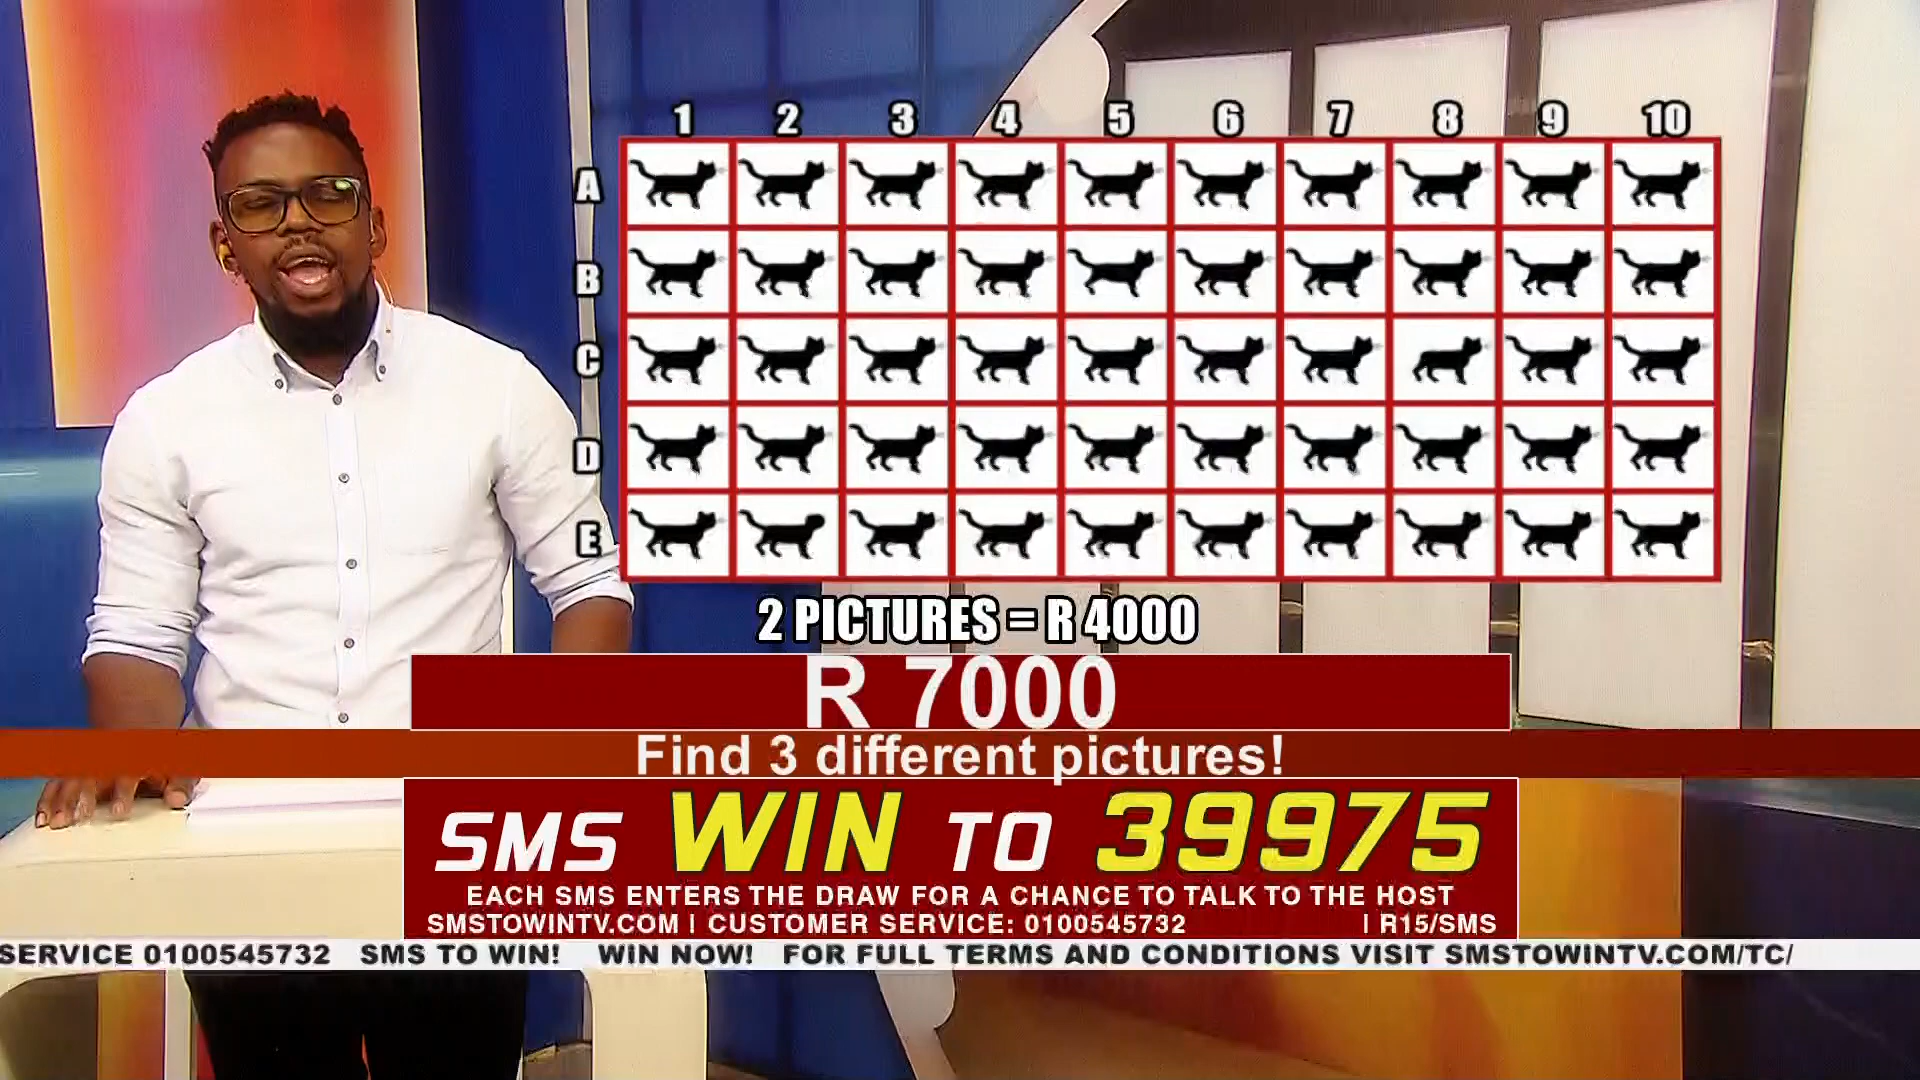 1 2 3 4 5 6 7 8 9 10
A
B
C
D
E
2 PICTURES = R 4000
R 7000
Find 3 different pictures!
SMS WIN TO 39975
EACH SMS ENTERS THE DRAW FOR A CHANCE TO TALK TO THE HOST
SMSTOWINTV.COM | CUSTOMER SERVICE: 0100545732 | R15/SMS
SERVICE 0100545732 SMS TO WIN! WIN NOW! FOR FULL TERMS AND CONDITIONS VISIT SMSTOWINTV.COM/TC/